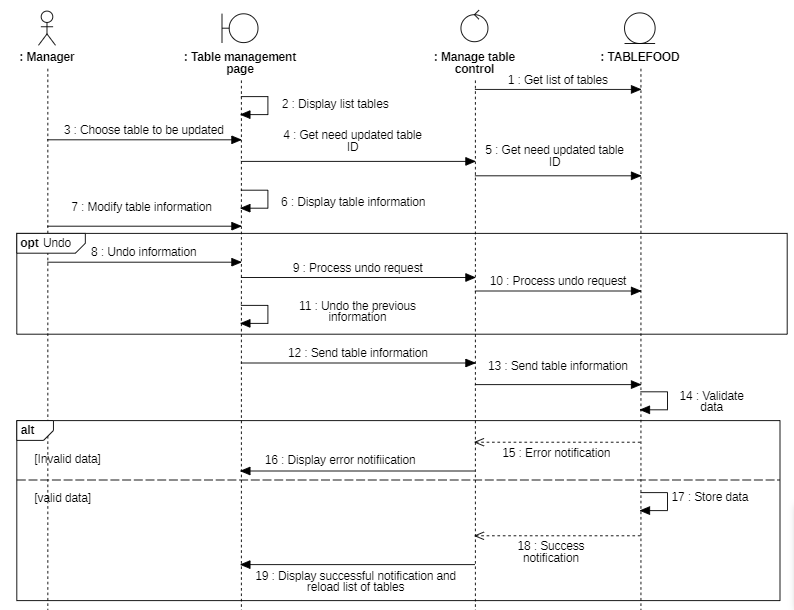 : Manager
: Table management
page
: Manage table
control
: TABLEFOOD
1 : Get list of tables
2 : Display list tables
3 : Choose table to be updated
4 : Get need updated table
ID
5 : Get need updated table
ID
6 : Display table information
7 : Modify table information
opt Undo
8 : Undo information
9 : Process undo request
10 : Process undo request
11 : Undo the previous
information
12 : Send table information
13 : Send table information
14 : Validate
data
alt
15 : Error notification
[Invalid data]
16 : Display error notifiication
[valid data]
17 : Store data
18 : Success
notification
19 : Display successful notification and
reload list of tables